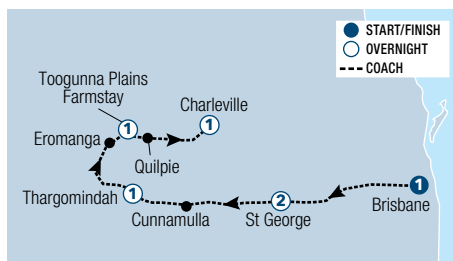 START/FINISH
1 OVERNIGHT
COACH
Toogunna Plains
Farmstay
Charleville
1
1
Eromanga
Quilpie
Thargomindah
1
Cunnamulla
2
St George
1
Brisbane